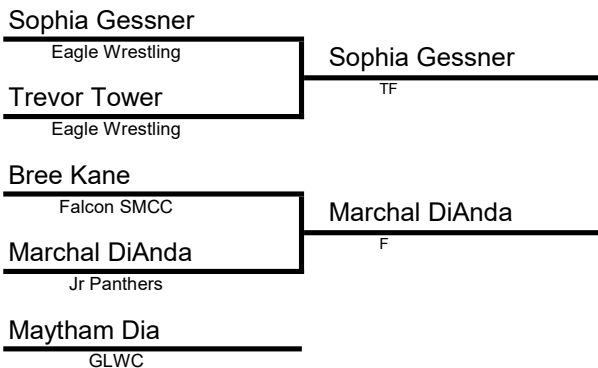 Sophia Gessner
Eagle Wrestling
Sophia Gessner
TF
Trevor Tower
Eagle Wrestling
Bree Kane
Falcon SMCC
Marchal DiAnda
F
Marchal DiAnda
Jr Panthers
Maytham Dia
GLWC